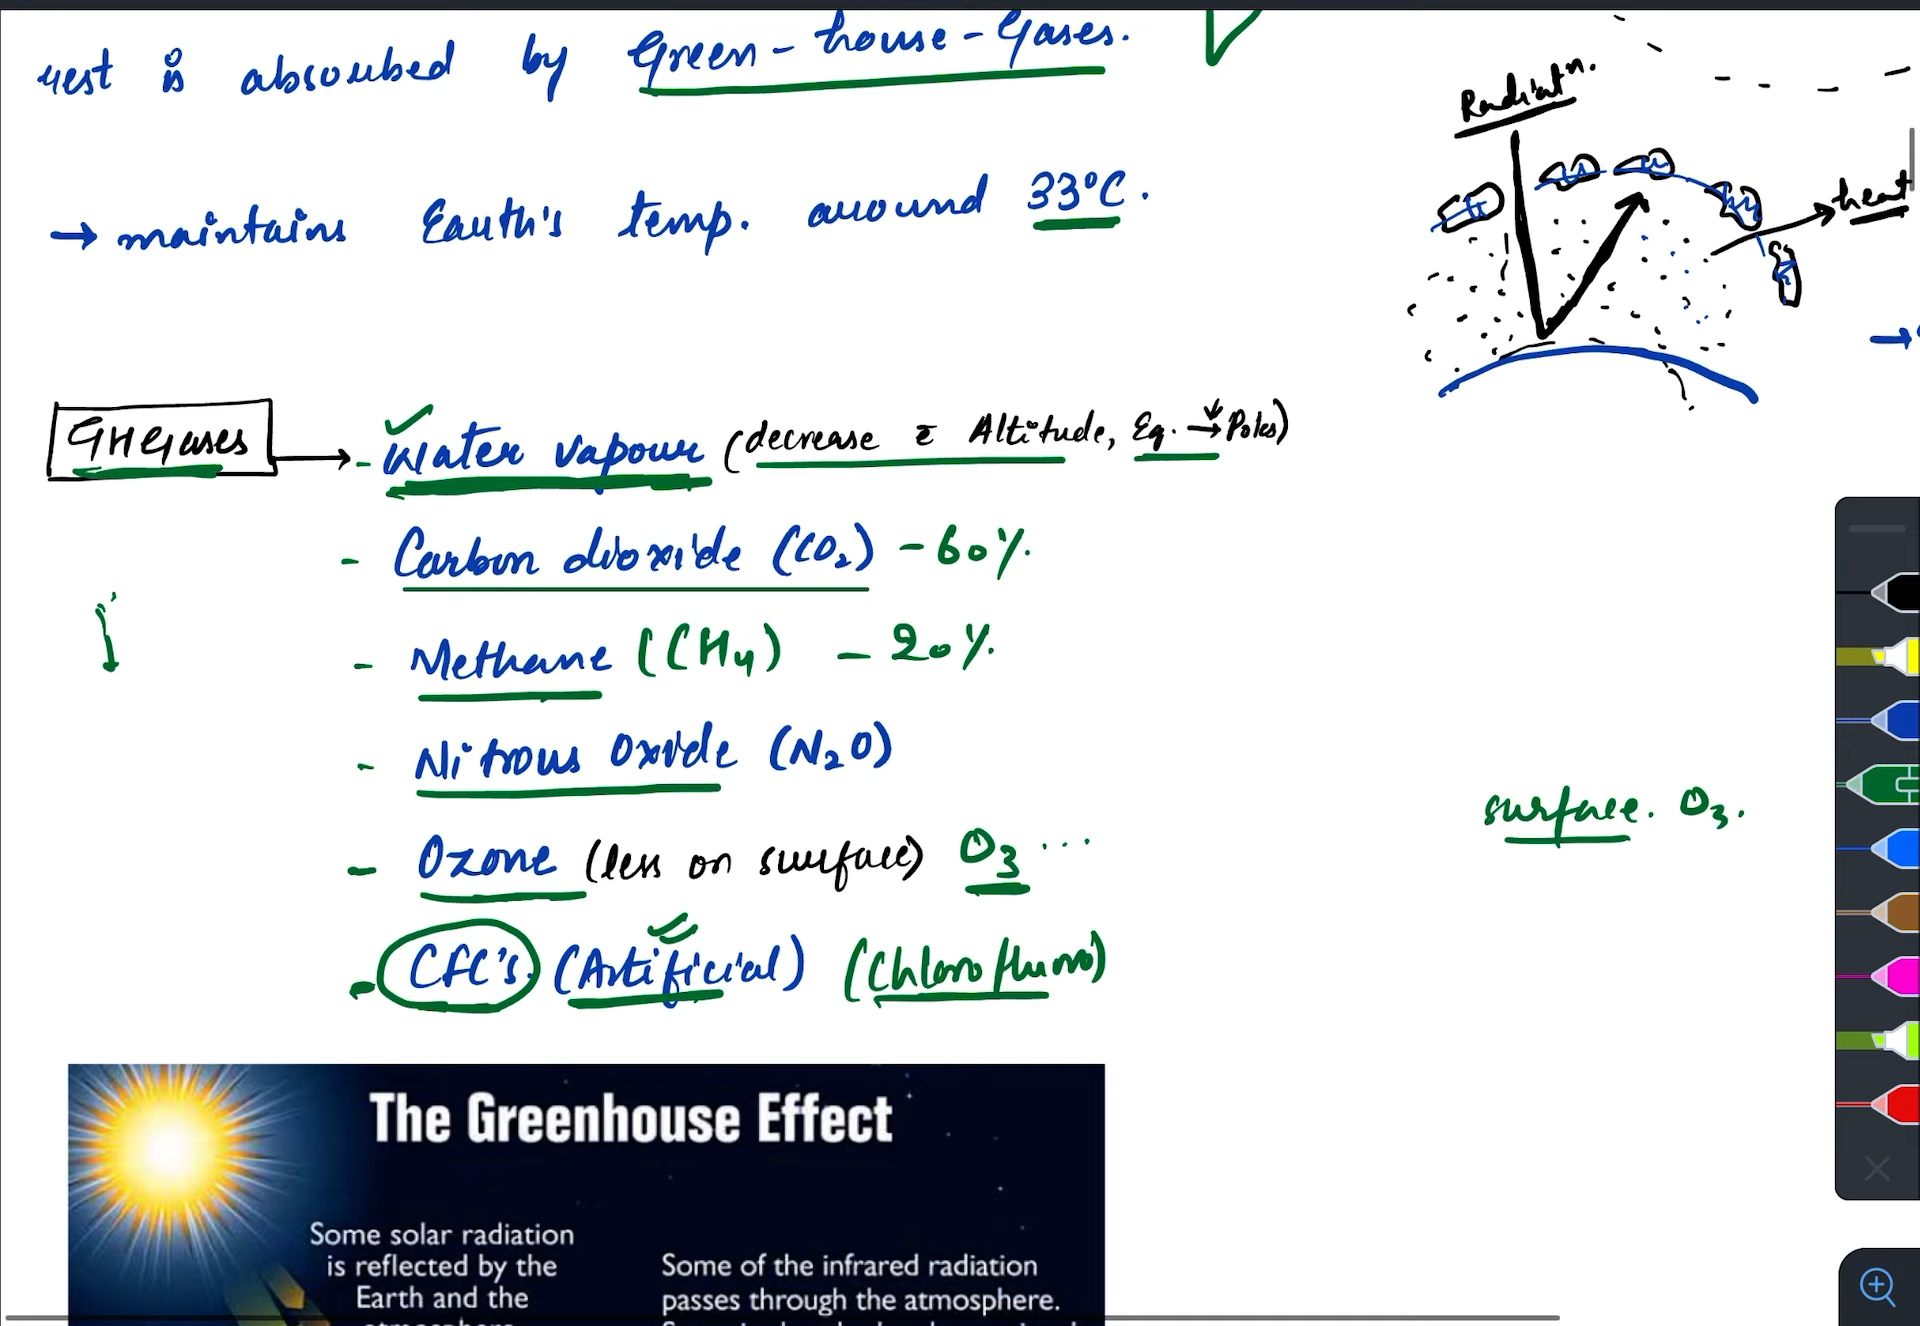 rest is absorbed by Green-house-Gases.
Radiatn.
→ maintains Earth's temp. around 33°C.
heat
GHGases → - Water vapour (decrease c̄ Altitude, Eq. → Poles)
- Carbon dioxide (CO₂) - 60%
- Methane (CH₄) - 20%
- Nitrous Oxide (N₂O)
surface. O₃.
- Ozone (less on surface) O₃ ...
- CFC's (Artificial) (Chlorofluoro)
The Greenhouse Effect
Some solar radiation
is reflected by the
Earth and the
Some of the infrared radiation
passes through the atmosphere.